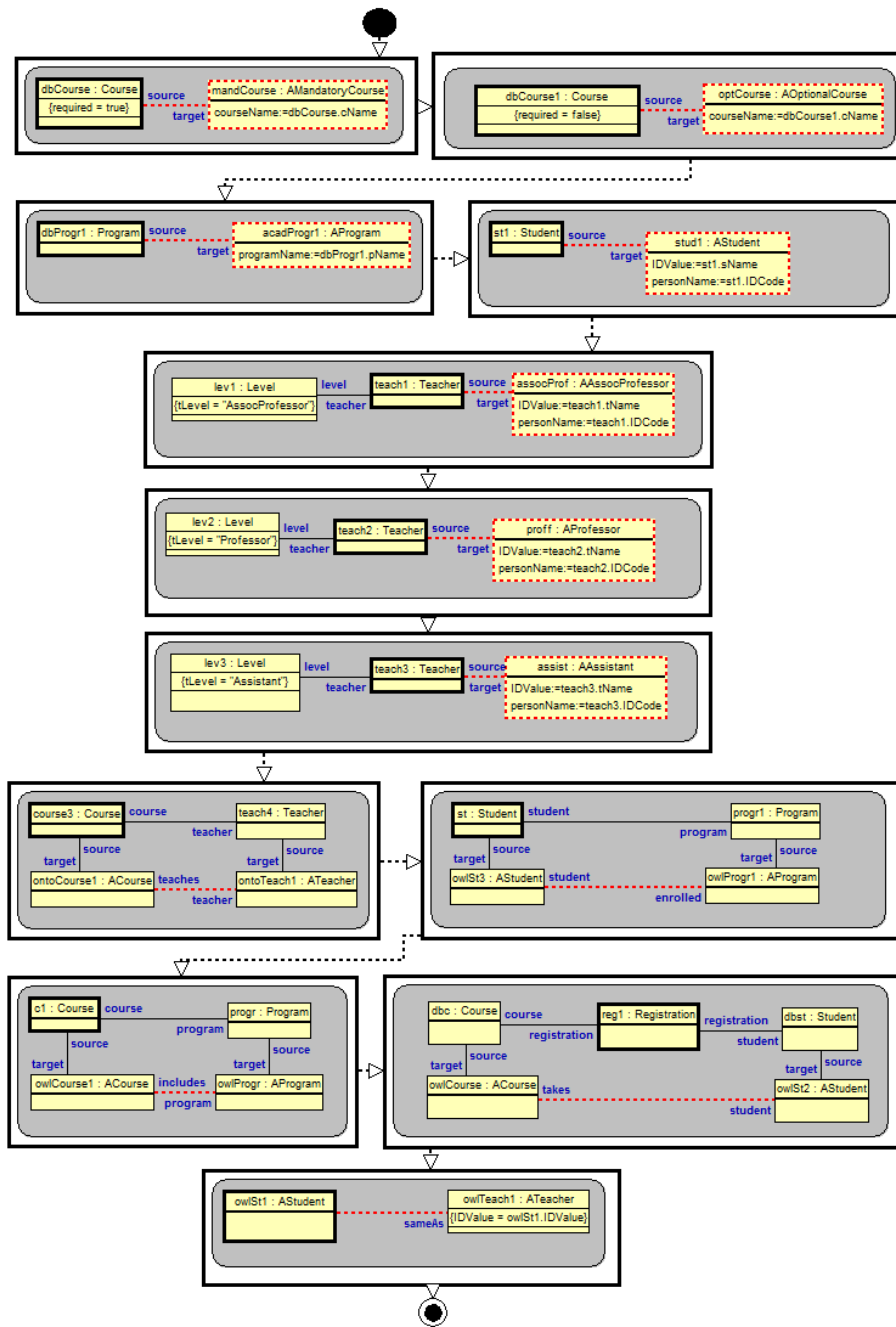 dbCourse : Course
{required = true}
source
target
mandCourse : AMandatoryCourse
courseName:=dbCourse.cName
dbCourse1 : Course
{required = false}
source
target
optCourse : AOptionalCourse
courseName:=dbCourse1.cName
dbProgr1 : Program
source
target
acadProgr1 : AProgram
programName:=dbProgr1.pName
st1 : Student
source
target
stud1 : AStudent
IDValue:=st1.sName
personName:=st1.IDCode
lev1 : Level
{tLevel = "AssocProfessor"}
level
teacher
teach1 : Teacher
source
target
assocProf : AAssocProfessor
IDValue:=teach1.tName
personName:=teach1.IDCode
lev2 : Level
{tLevel = "Professor"}
level
teacher
teach2 : Teacher
source
target
proff : AProfessor
IDValue:=teach2.tName
personName:=teach2.IDCode
lev3 : Level
{tLevel = "Assistant"}
level
teacher
teach3 : Teacher
source
target
assist : AAssistant
IDValue:=teach3.tName
personName:=teach3.IDCode
course3 : Course
course
teacher
teach4 : Teacher
source
target
source
target
ontoCourse1 : ACourse
teaches
teacher
ontoTeach1 : ATeacher
st : Student
student
program
progr1 : Program
source
target
source
target
owlSt3 : AStudent
student
enrolled
owlProgr1 : AProgram
c1 : Course
course
program
progr : Program
source
target
source
target
owlCourse1 : ACourse
includes
program
owlProgr : AProgram
dbc : Course
course
registration
reg1 : Registration
registration
student
dbst : Student
target
source
target
source
owlCourse : ACourse
takes
student
owlSt2 : AStudent
owlSt1 : AStudent
sameAs
owlTeach1 : ATeacher
{IDValue = owlSt1.IDValue}